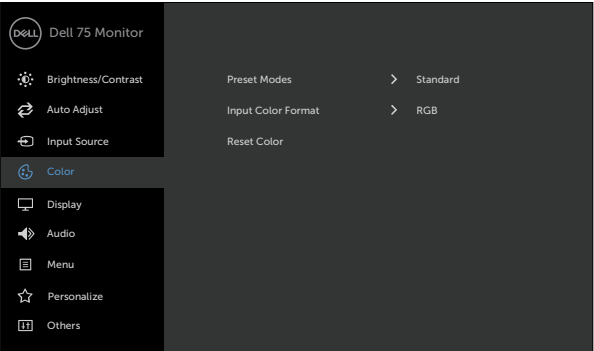 DELL Dell 75 Monitor
Brightness/Contrast Preset Modes Standard
Auto Adjust Input Color Format RGB
Input Source Reset Color
Color
Display
Audio
Menu
Personalize
Others